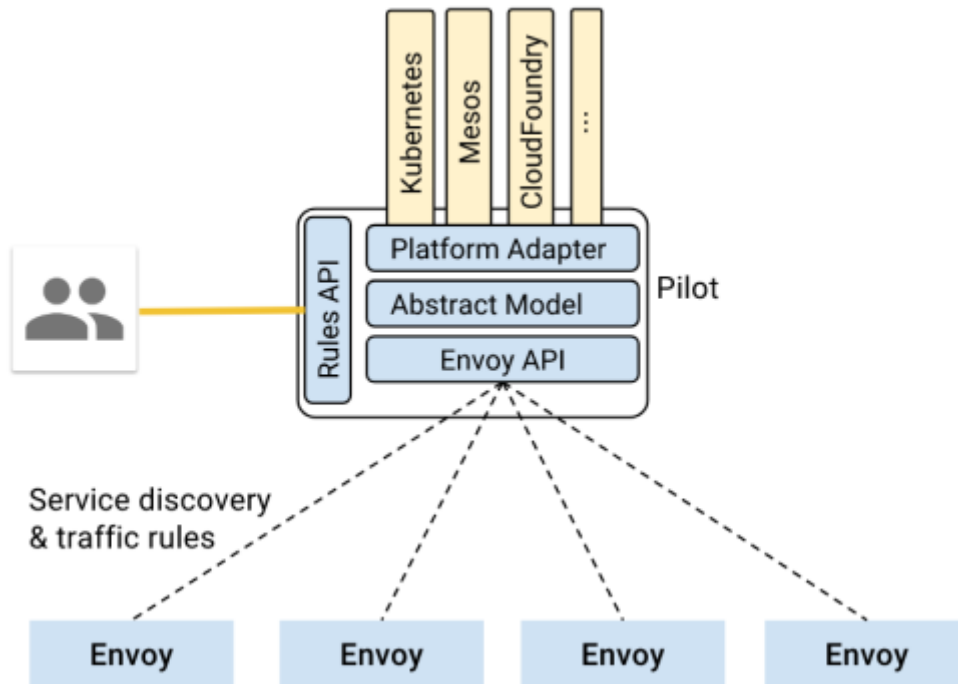 Kubernetes
Mesos
CloudFoundry
...
Rules API
Platform Adapter
Abstract Model
Envoy API
Pilot
Service discovery
& traffic rules
Envoy
Envoy
Envoy
Envoy